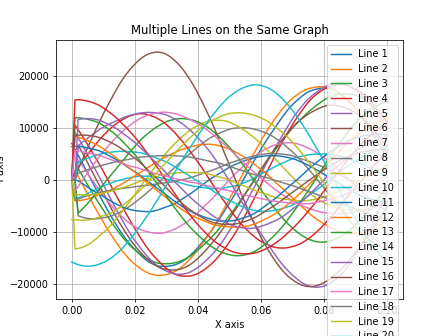 Multiple Lines on the Same Graph
20000
10000
0
−10000
−20000
0.00
0.02
0.04
0.06
0.08
X axis
axis
Line 1
Line 2
Line 3
Line 4
Line 5
Line 6
Line 7
Line 8
Line 9
Line 10
Line 11
Line 12
Line 13
Line 14
Line 15
Line 16
Line 17
Line 18
Line 19
Line 20